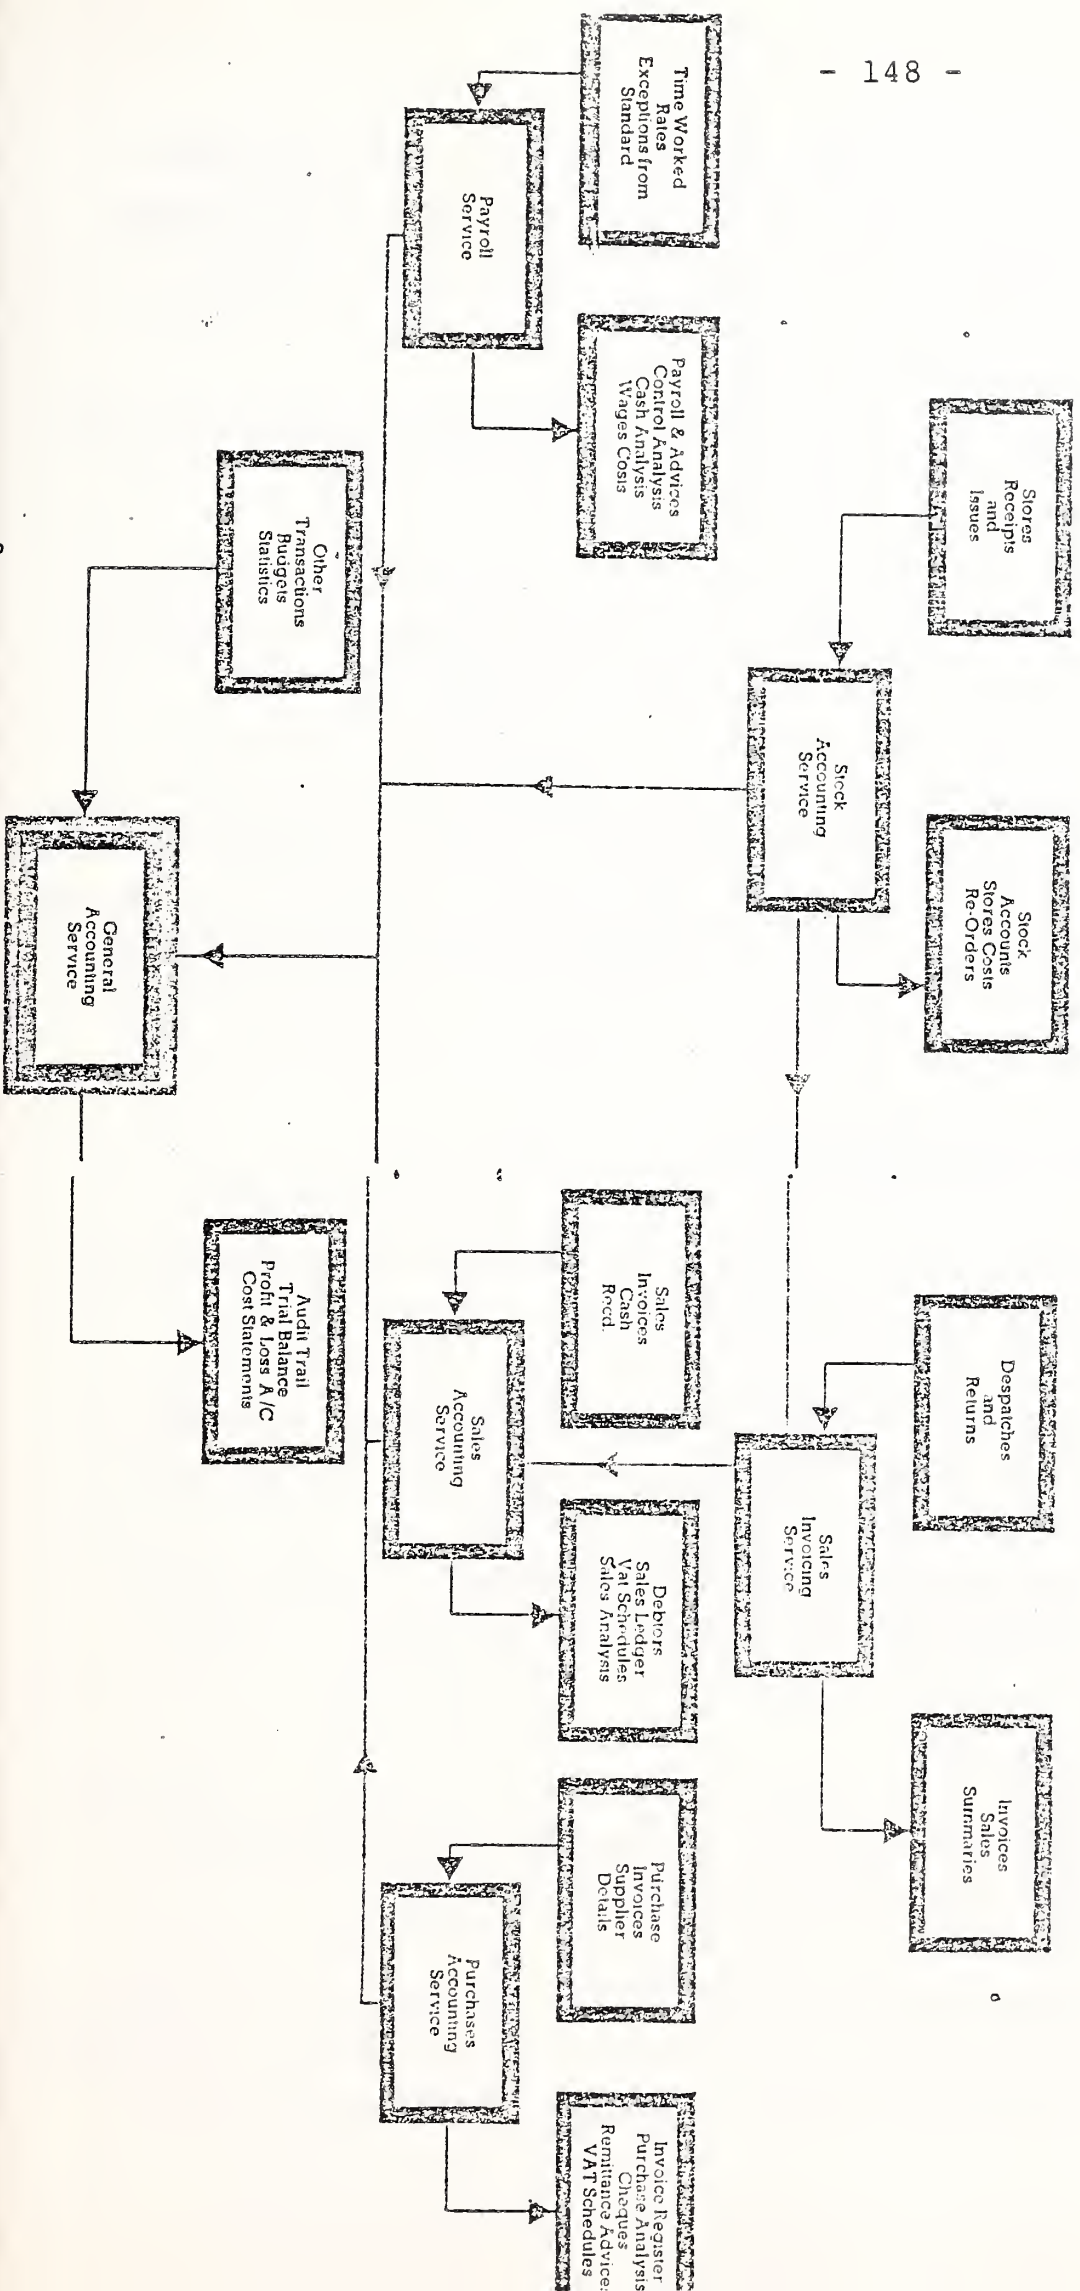 - 148 -
Stores
Receipts
and
Issues
Stock
Accounts
Stores Costs
Re-Orders
Despatches
and
Returns
Invoices
Sales
Summaries
Stock
Accounting
Service
Sales
Invoicing
Service
Time Worked
Rates
Exceptions from
Standard
Payroll & Advices
Control Analysis
Cash Analysis
Wages Costs
Sales
Invoices
Cash
Recd.
Debtors
Sales Ledger
Vat Schedules
Sales Analysis
Purchase
Invoices
Supplier
Details
Invoice Register
Purchase Analysis
Cheques
Remittance Advices
VAT Schedules
Payroll
Service
Sales
Accounting
Service
Purchases
Accounting
Service
Other
Transactions
Budgets
Statistics
Audit Trail
Trial Balance
Profit & Loss A/C
Cost Statements
General
Accounting
Service